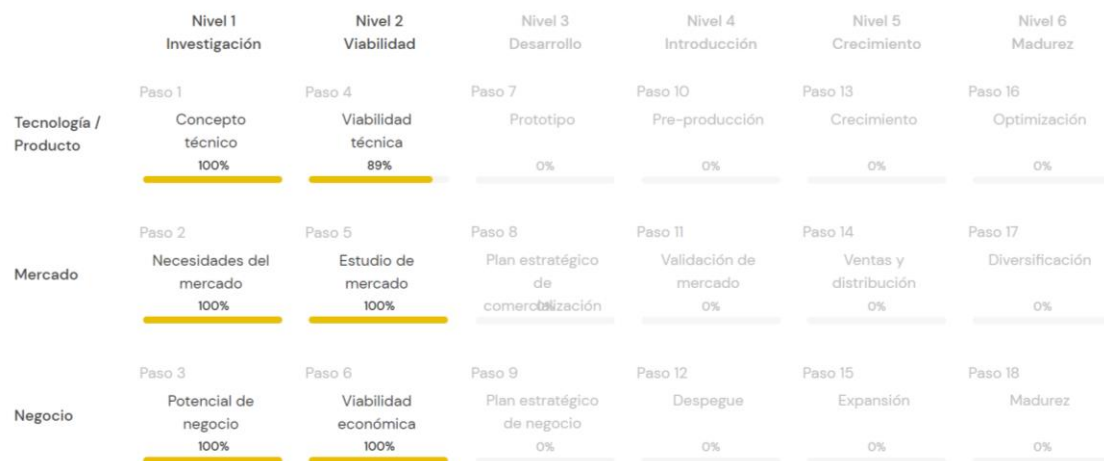 Nivel 1 Nivel 2 Nivel 3 Nivel 4 Nivel 5 Nivel 6
Investigación Viabilidad Desarrollo Introducción Crecimiento Madurez
Paso 1 Paso 4 Paso 7 Paso 10 Paso 13 Paso 16
Tecnología / Concepto Viabilidad Prototipo Pre-producción Crecimiento Optimización
Producto técnico técnica
100% 89% 0% 0% 0% 0%
Paso 2 Paso 5 Paso 8 Paso 11 Paso 14 Paso 17
Necesidades del Estudio de Plan estratégico Validación de Ventas y Diversificación
Mercado mercado mercado de mercado distribución
100% 100% comercialización 0% 0% 0% 0%
Paso 3 Paso 6 Paso 9 Paso 12 Paso 15 Paso 18
Potencial de Viabilidad Plan estratégico Despegue Expansión Madurez
Negocio negocio económica de negocio
100% 100% 0% 0% 0% 0%